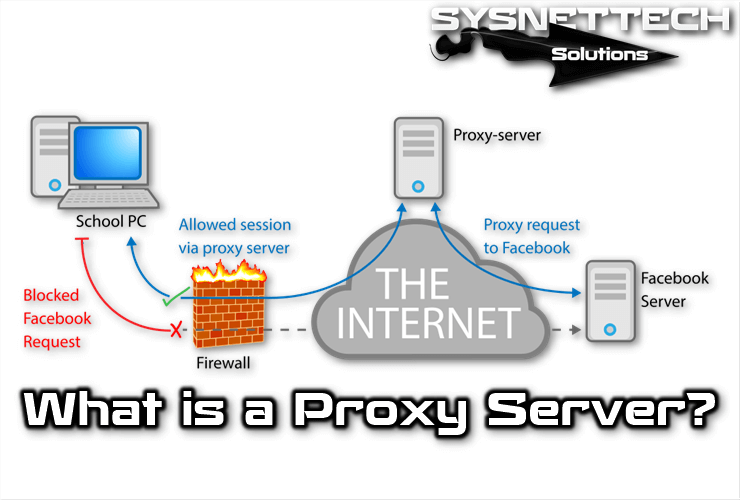 SYSNETTECH
Solutions
Proxy-server
School PC
Allowed session
via proxy server
Proxy request
to Facebook
Blocked
Facebook
Request
THE
INTERNET
Facebook
Server
Firewall
What is a Proxy Server?